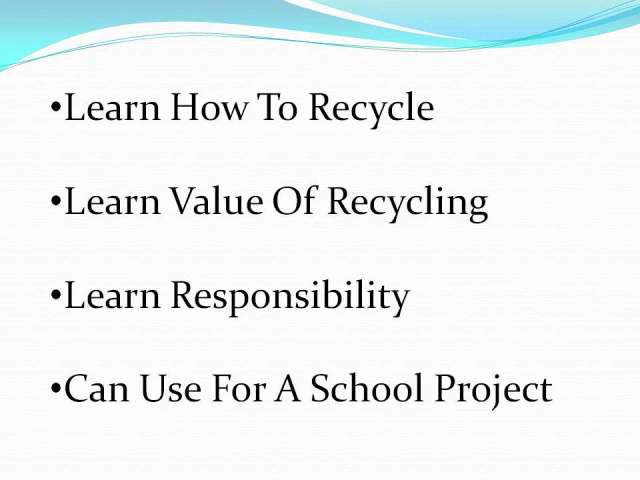 •Learn How To Recycle
•Learn Value Of Recycling
•Learn Responsibility
•Can Use For A School Project